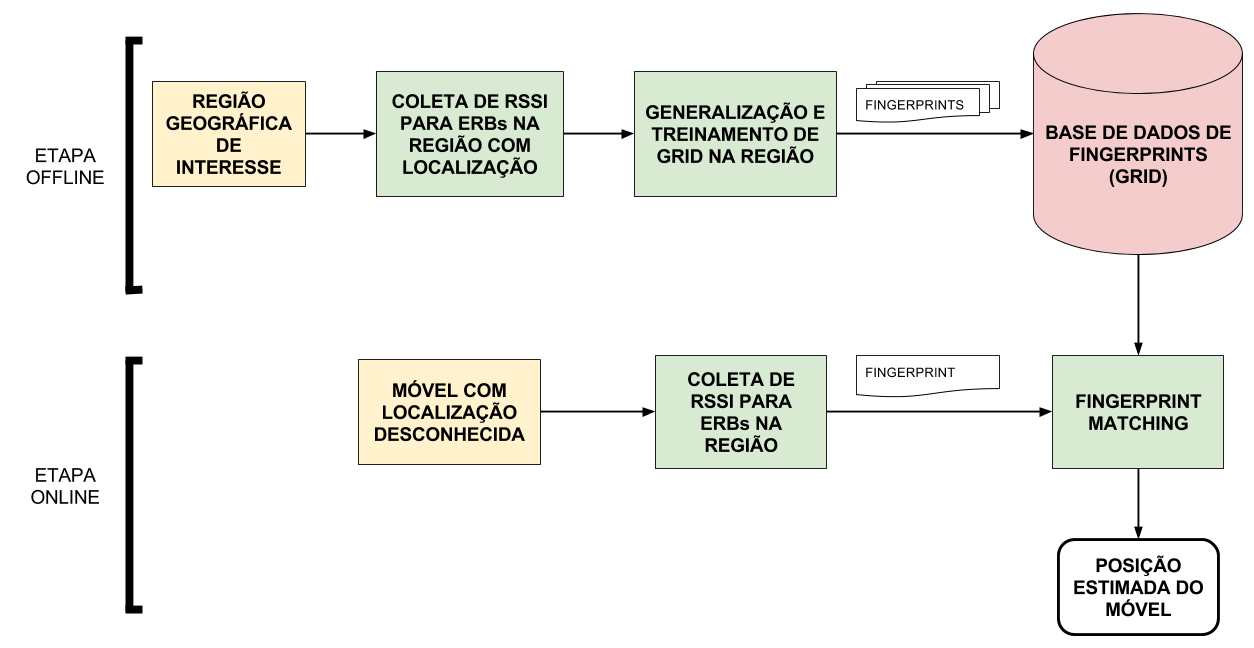 ETAPA
OFFLINE
REGIÃO
GEOGRÁFICA
DE
INTERESSE
COLETA DE RSSI
PARA ERBs NA
REGIÃO COM
LOCALIZAÇÃO
GENERALIZAÇÃO E
TREINAMENTO DE
GRID NA REGIÃO
FINGERPRINTS
BASE DE DADOS DE
FINGERPRINTS
(GRID)
ETAPA
ONLINE
MÓVEL COM
LOCALIZAÇÃO
DESCONHECIDA
COLETA DE
RSSI PARA
ERBs NA
REGIÃO
FINGERPRINT
FINGERPRINT
MATCHING
POSIÇÃO
ESTIMADA DO
MÓVEL